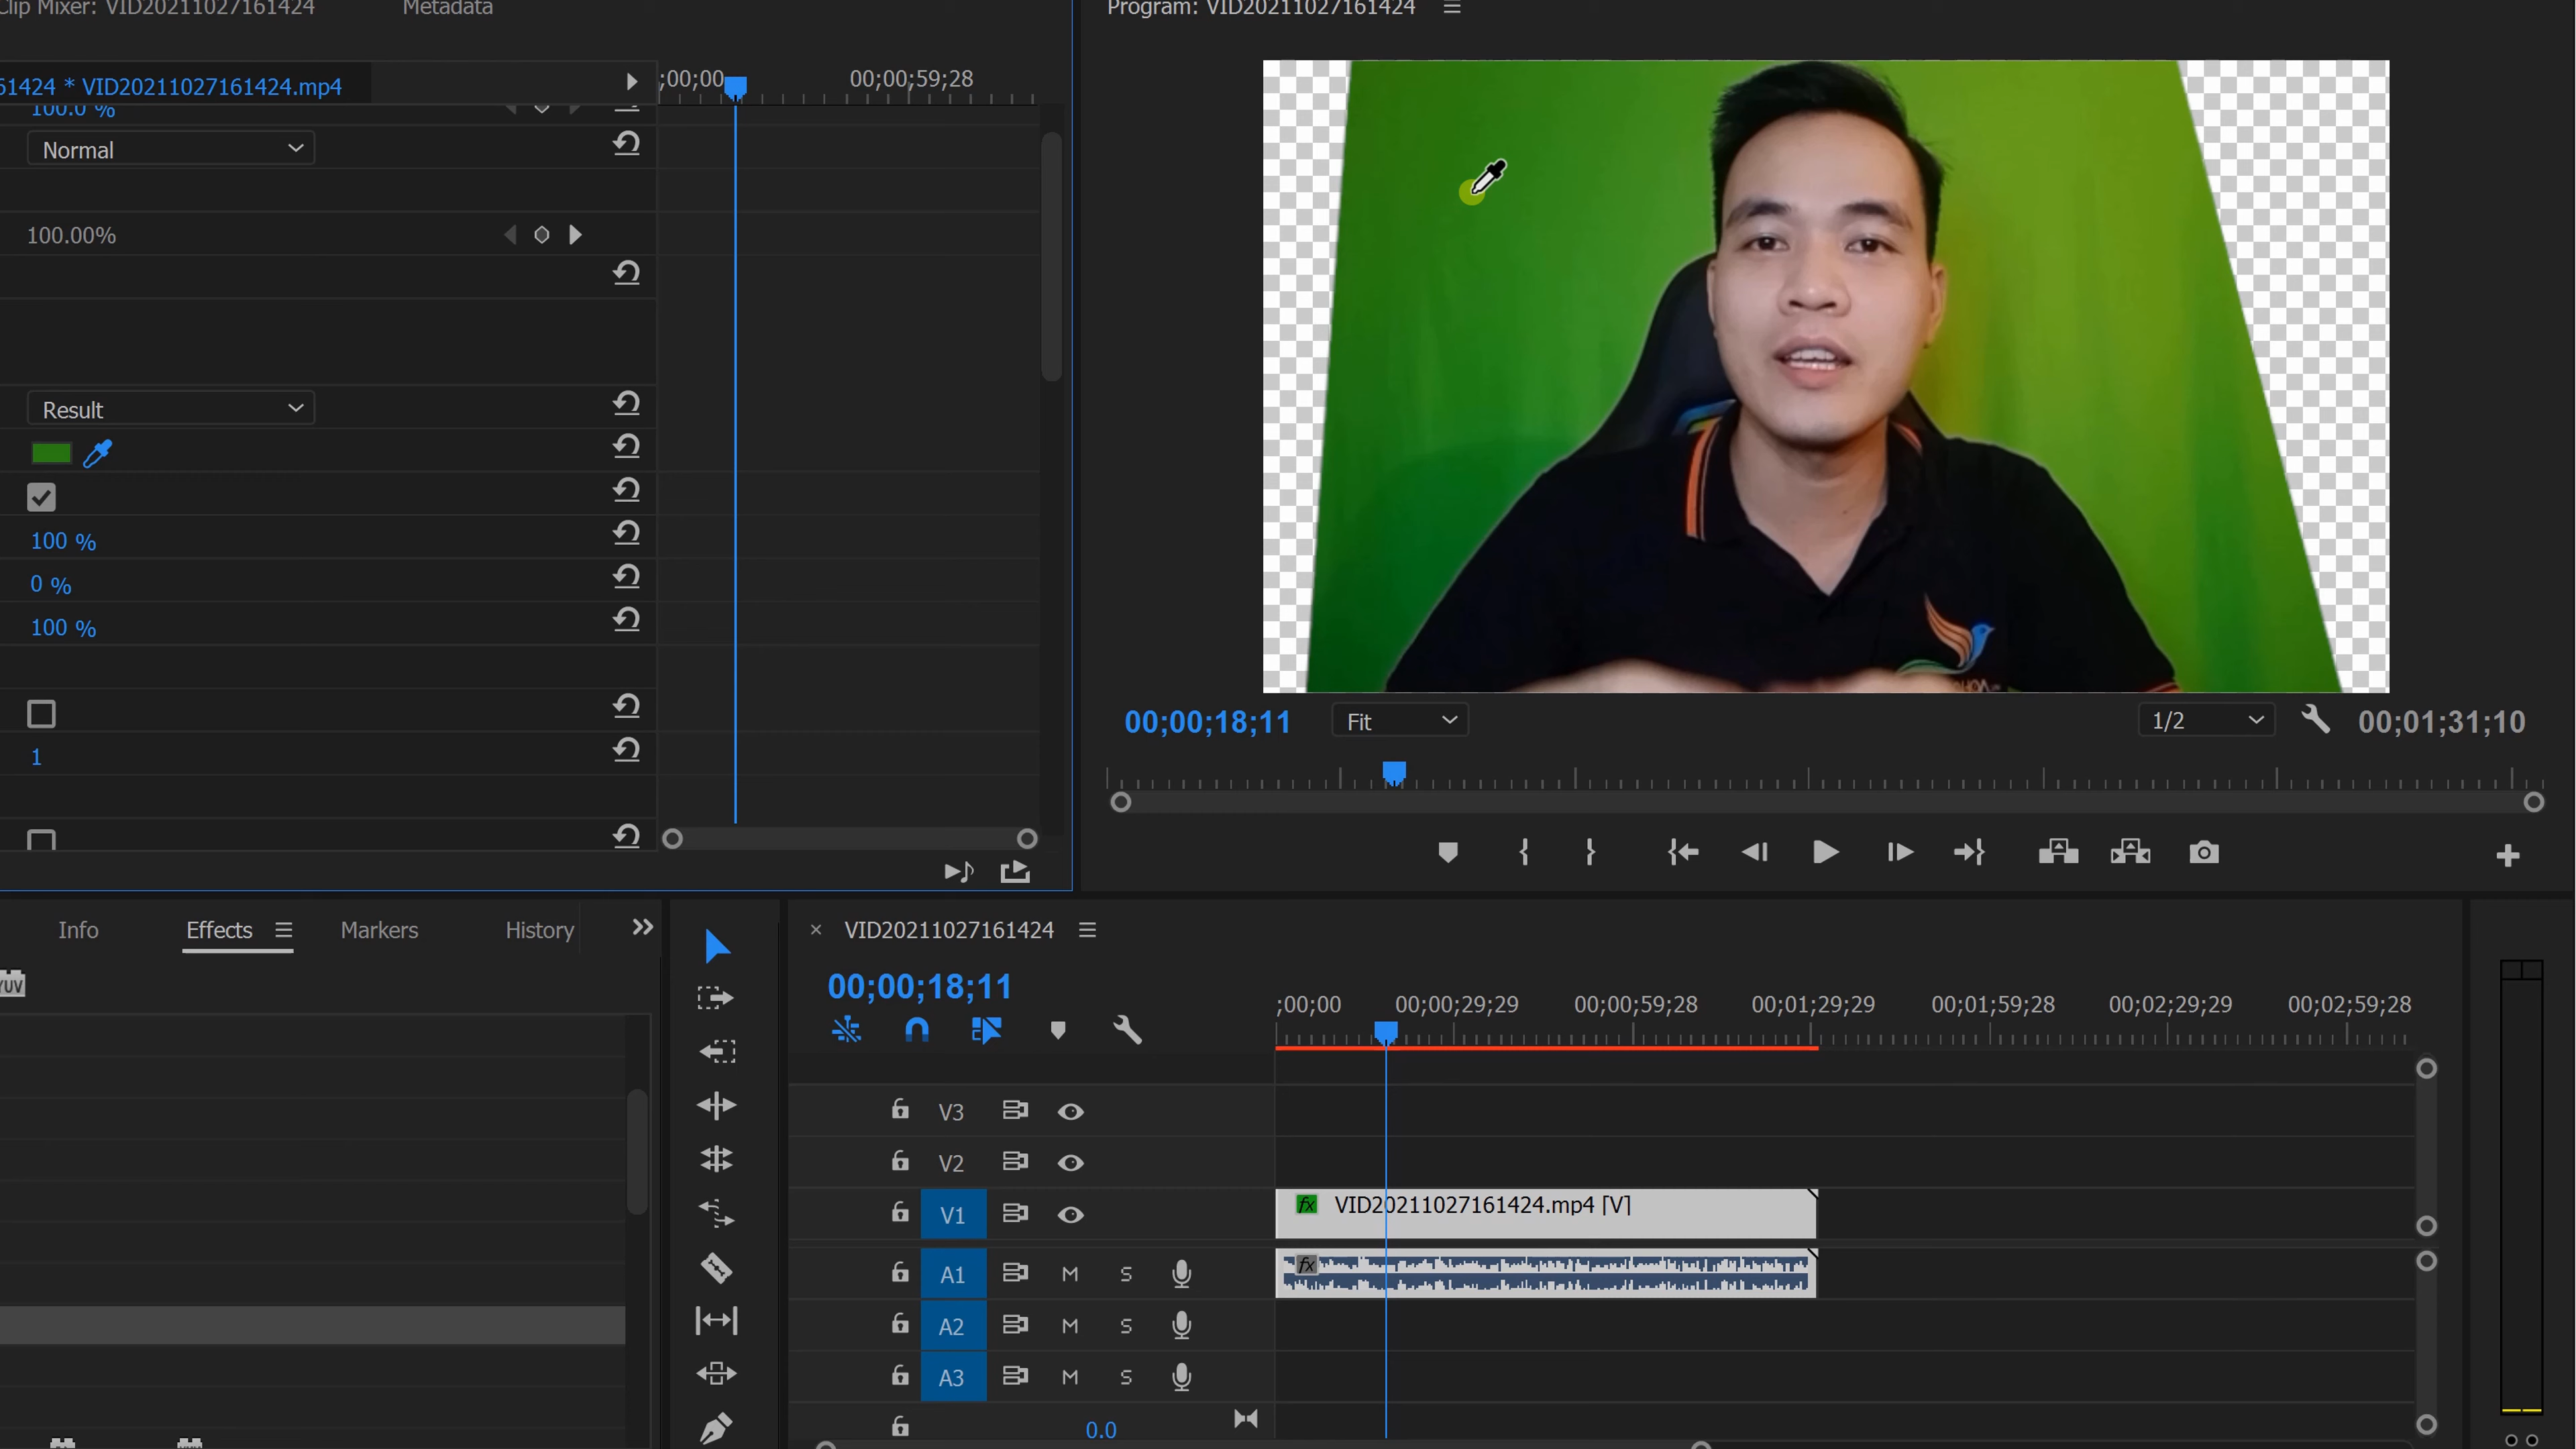 Clip Mixer: VID20211027161424
Metadata
Program: VID20211027161424
61424 * VID20211027161424.mp4
;00;00
00;00;59;28
100.0 %
Normal
100.00%
Result
100 %
0 %
100 %
1
00;00;18;11
Fit
1/2
00;01;31;10
Info
Effects
Markers
History
YUV
× VID20211027161424
00;00;18;11
;00;00
00;00;29;29
00;00;59;28
00;01;29;29
00;01;59;28
00;02;29;29
00;02;59;28
V3
V2
V1
fx VID20211027161424.mp4 [V]
A1 M S
fx
A2 M S
A3 M S
0.0